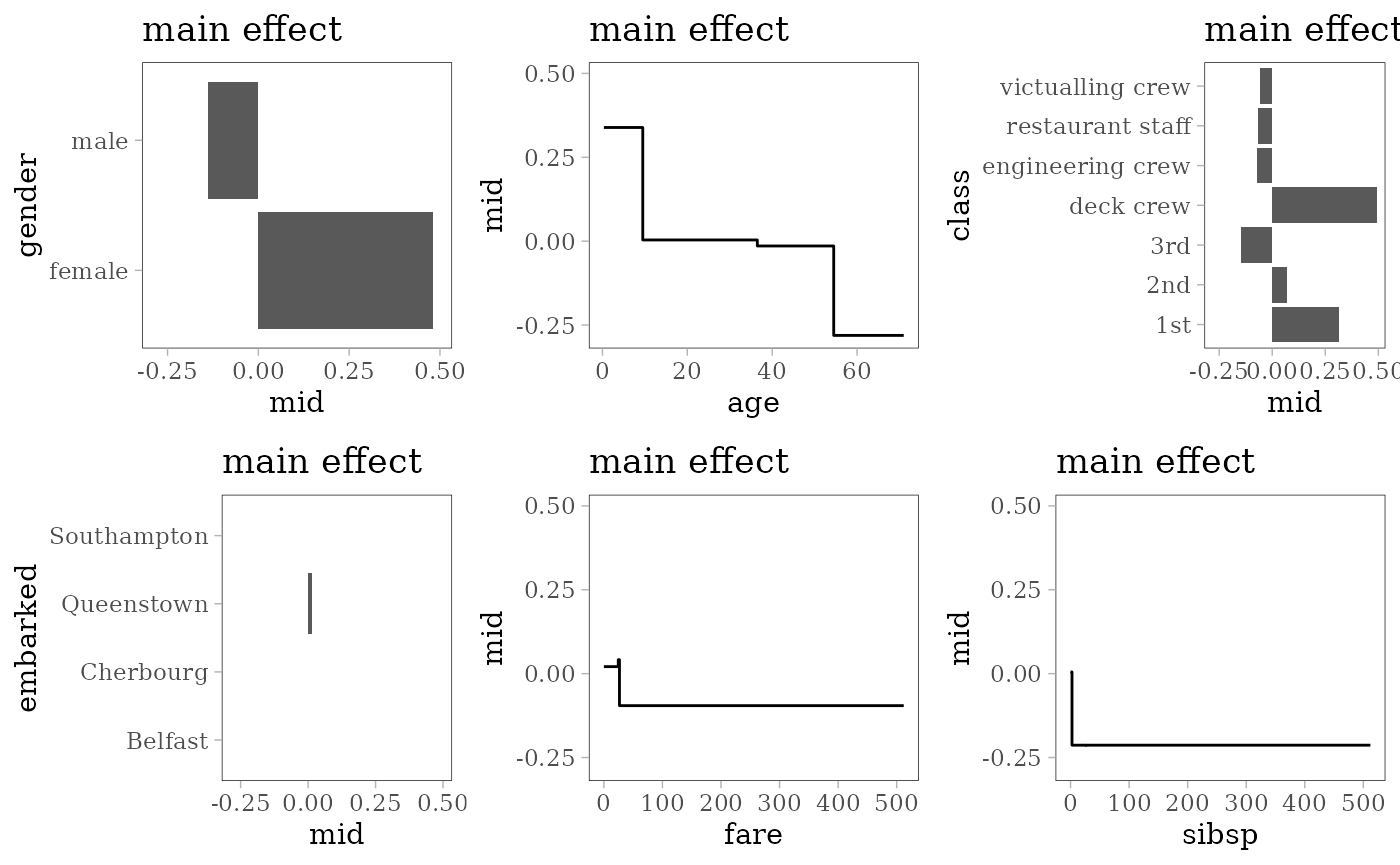 main effect
gender
male
female
-0.25 0.00 0.25 0.50
mid
main effect
mid
0.50
0.25
0.00
-0.25
0 20 40 60
age
main effect
class
victualling crew
restaurant staff
engineering crew
deck crew
3rd
2nd
1st
-0.25 0.00 0.25 0.50
mid
main effect
embarked
Southampton
Queenstown
Cherbourg
Belfast
-0.25 0.00 0.25 0.50
mid
main effect
mid
0.50
0.25
0.00
-0.25
0 100 200 300 400 500
fare
main effect
mid
0.50
0.25
0.00
-0.25
0 100 200 300 400 500
sibsp